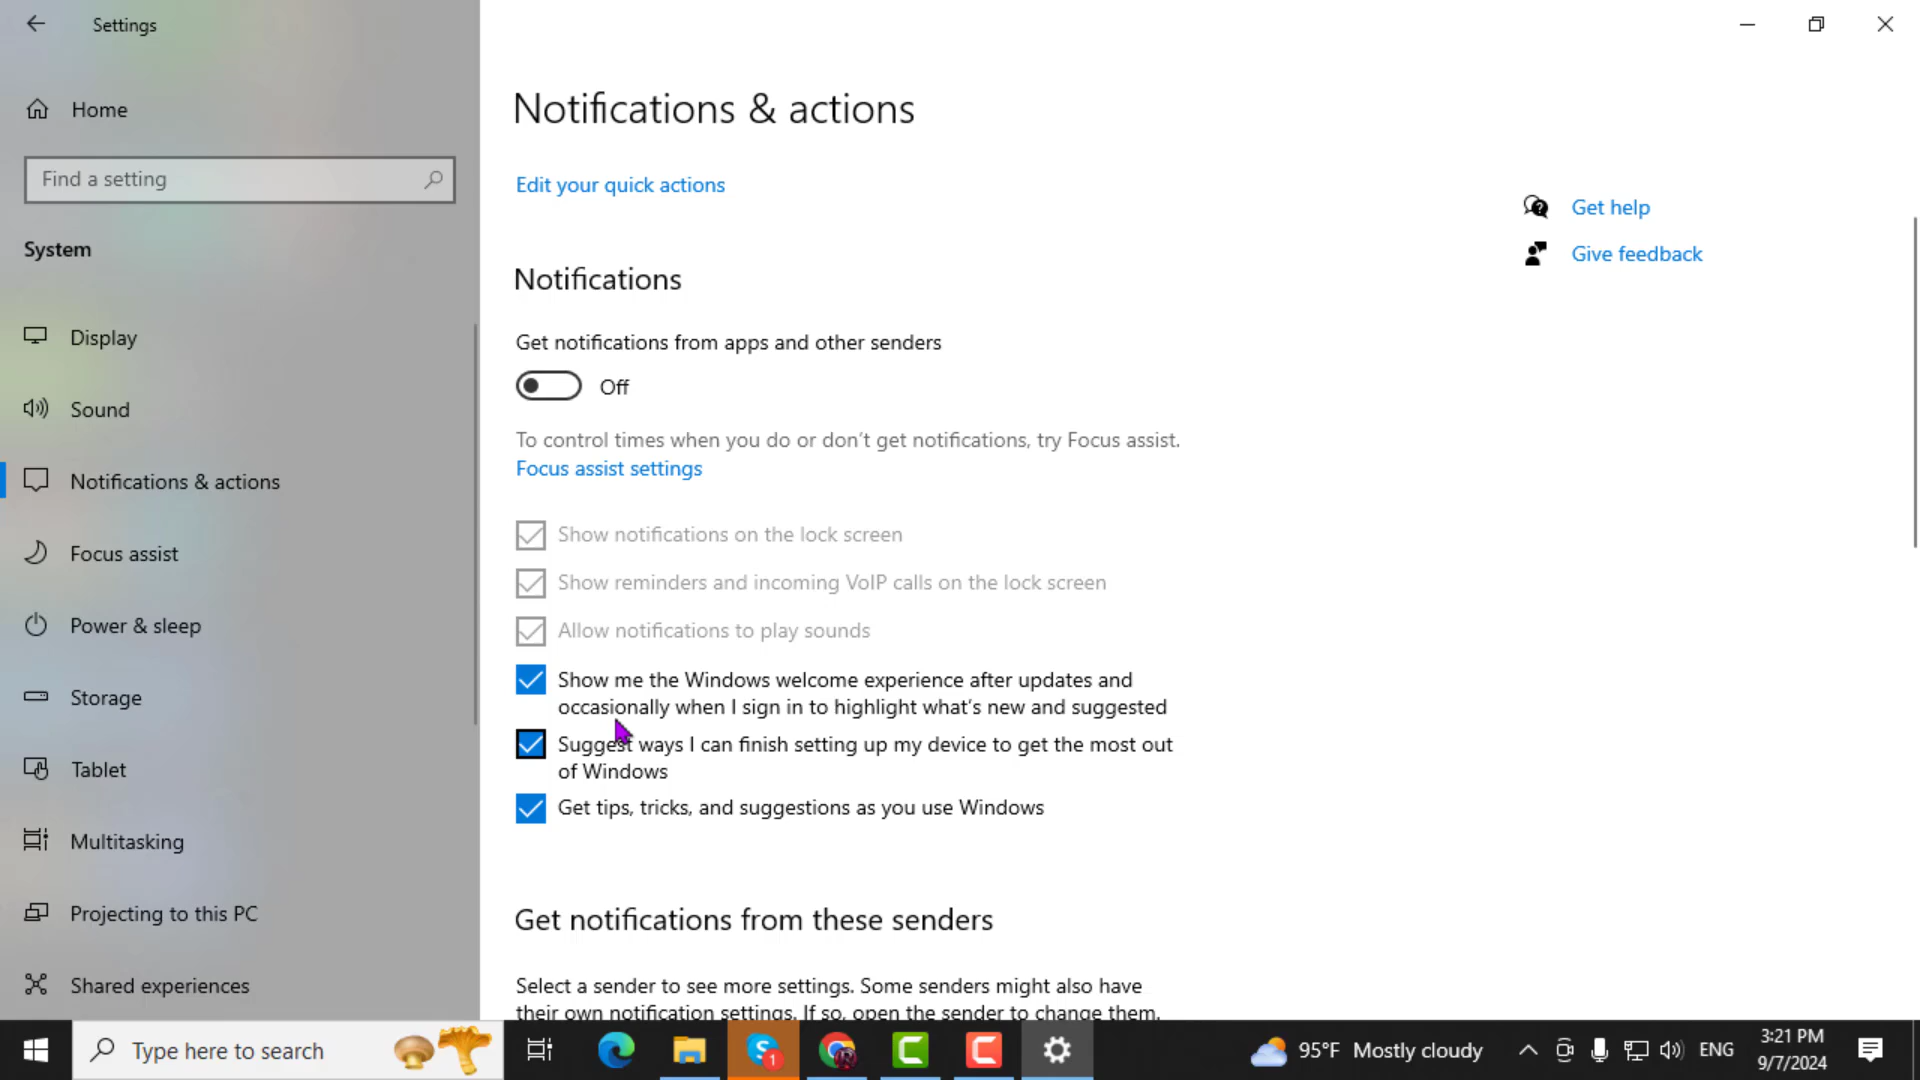 Settings
Home
Find a setting
System
Display
Sound
Notifications & actions
Focus assist
Power & sleep
Storage
Tablet
Multitasking
Projecting to this PC
Shared experiences
Notifications & actions
Edit your quick actions
Notifications
Get notifications from apps and other senders
Off
To control times when you do or don't get notifications, try Focus assist.
Focus assist settings
Show notifications on the lock screen
Show reminders and incoming VoIP calls on the lock screen
Allow notifications to play sounds
Show me the Windows welcome experience after updates and
occasionally when I sign in to highlight what's new and suggested
Suggest ways I can finish setting up my device to get the most out
of Windows
Get tips, tricks, and suggestions as you use Windows
Get notifications from these senders
Select a sender to see more settings. Some senders might also have
their own notification settings. If so, open the sender to change them.
Get help
Give feedback
Type here to search
1
95°F Mostly cloudy
ENG
3:21 PM
9/7/2024